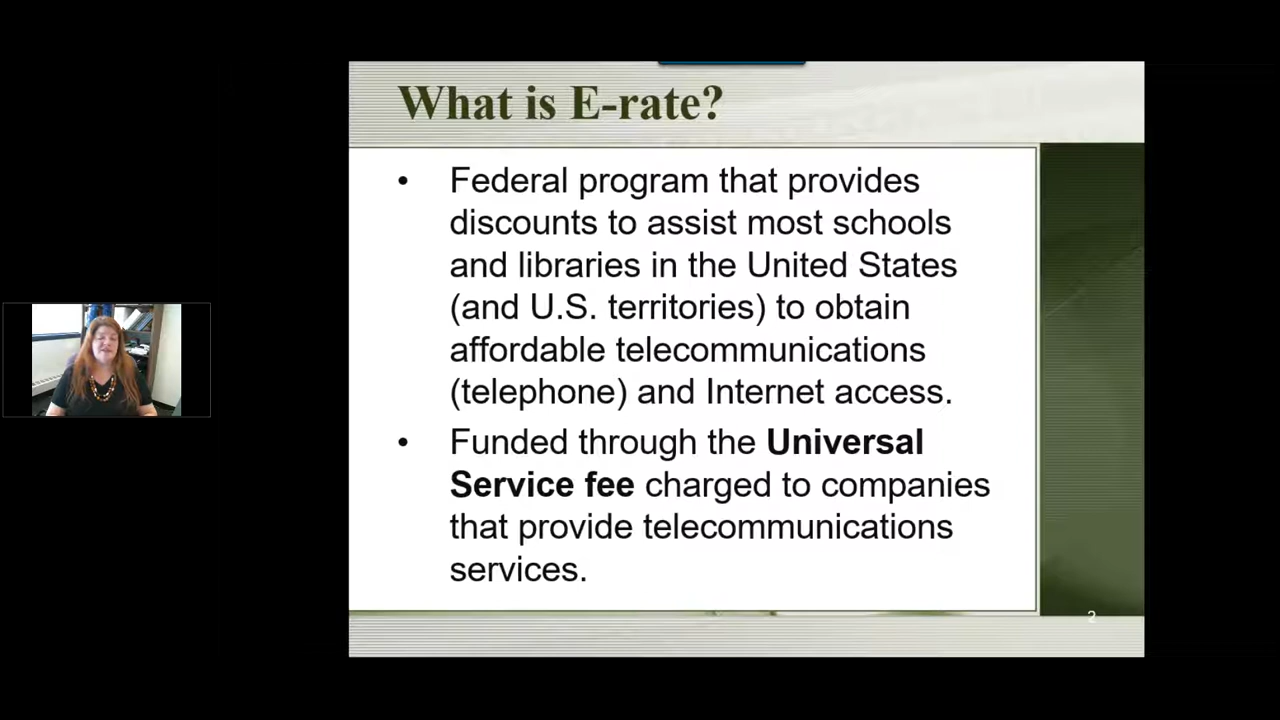 What is E-rate?
• Federal program that provides
discounts to assist most schools
and libraries in the United States
(and U.S. territories) to obtain
affordable telecommunications
(telephone) and Internet access.
• Funded through the Universal
Service fee charged to companies
that provide telecommunications
services.
2